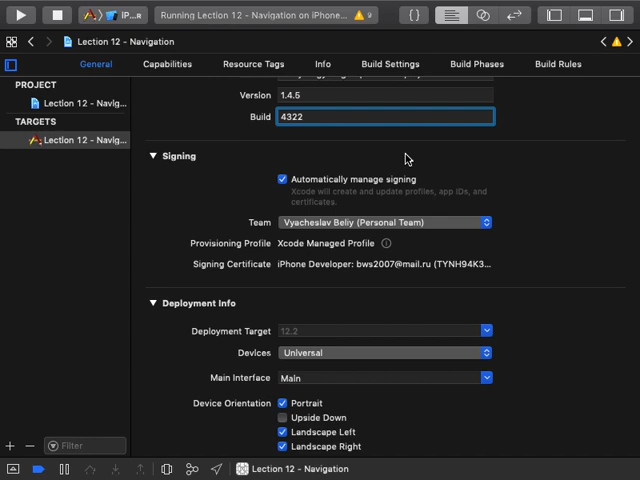 IP...R
Running Lection 12 - Navigation on iPhone... 9
Lection 12 - Navigation
General Capabilities Resource Tags Info Build Settings Build Phases Build Rules
PROJECT
Lection 12 - Navig...
TARGETS
Lection 12 - Navig...
Version 1.4.5
Build 4322
Signing
Automatically manage signing
Xcode will create and update profiles, app IDs, and
certificates.
Team Vyacheslav Beliy (Personal Team)
Provisioning Profile Xcode Managed Profile
Signing Certificate iPhone Developer: bws2007@mail.ru (TYNH94K3...
Deployment Info
Deployment Target 12.2
Devices Universal
Main Interface Main
Device Orientation Portrait
Upside Down
Landscape Left
Landscape Right
Filter
Lection 12 - Navigation